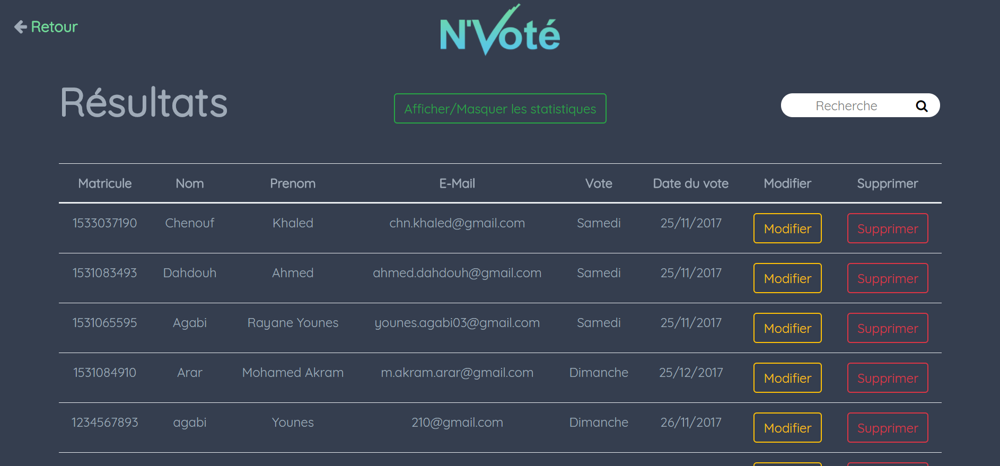 Retour
N'Voté
Résultats
Afficher/Masquer les statistiques
Recherche
Matricule Nom Prenom E-Mail Vote Date du vote Modifier Supprimer
1533037190 Chenouf Khaled chn.khaled@gmail.com Samedi 25/11/2017 Modifier Supprimer
1531083493 Dahdouh Ahmed ahmed.dahdouh@gmail.com Samedi 25/11/2017 Modifier Supprimer
1531065595 Agabi Rayane Younes younes.agabi03@gmail.com Samedi 25/11/2017 Modifier Supprimer
1531084910 Arar Mohamed Akram m.akram.arar@gmail.com Dimanche 25/12/2017 Modifier Supprimer
1234567893 agabi Younes 210@gmail.com Dimanche 26/11/2017 Modifier Supprimer